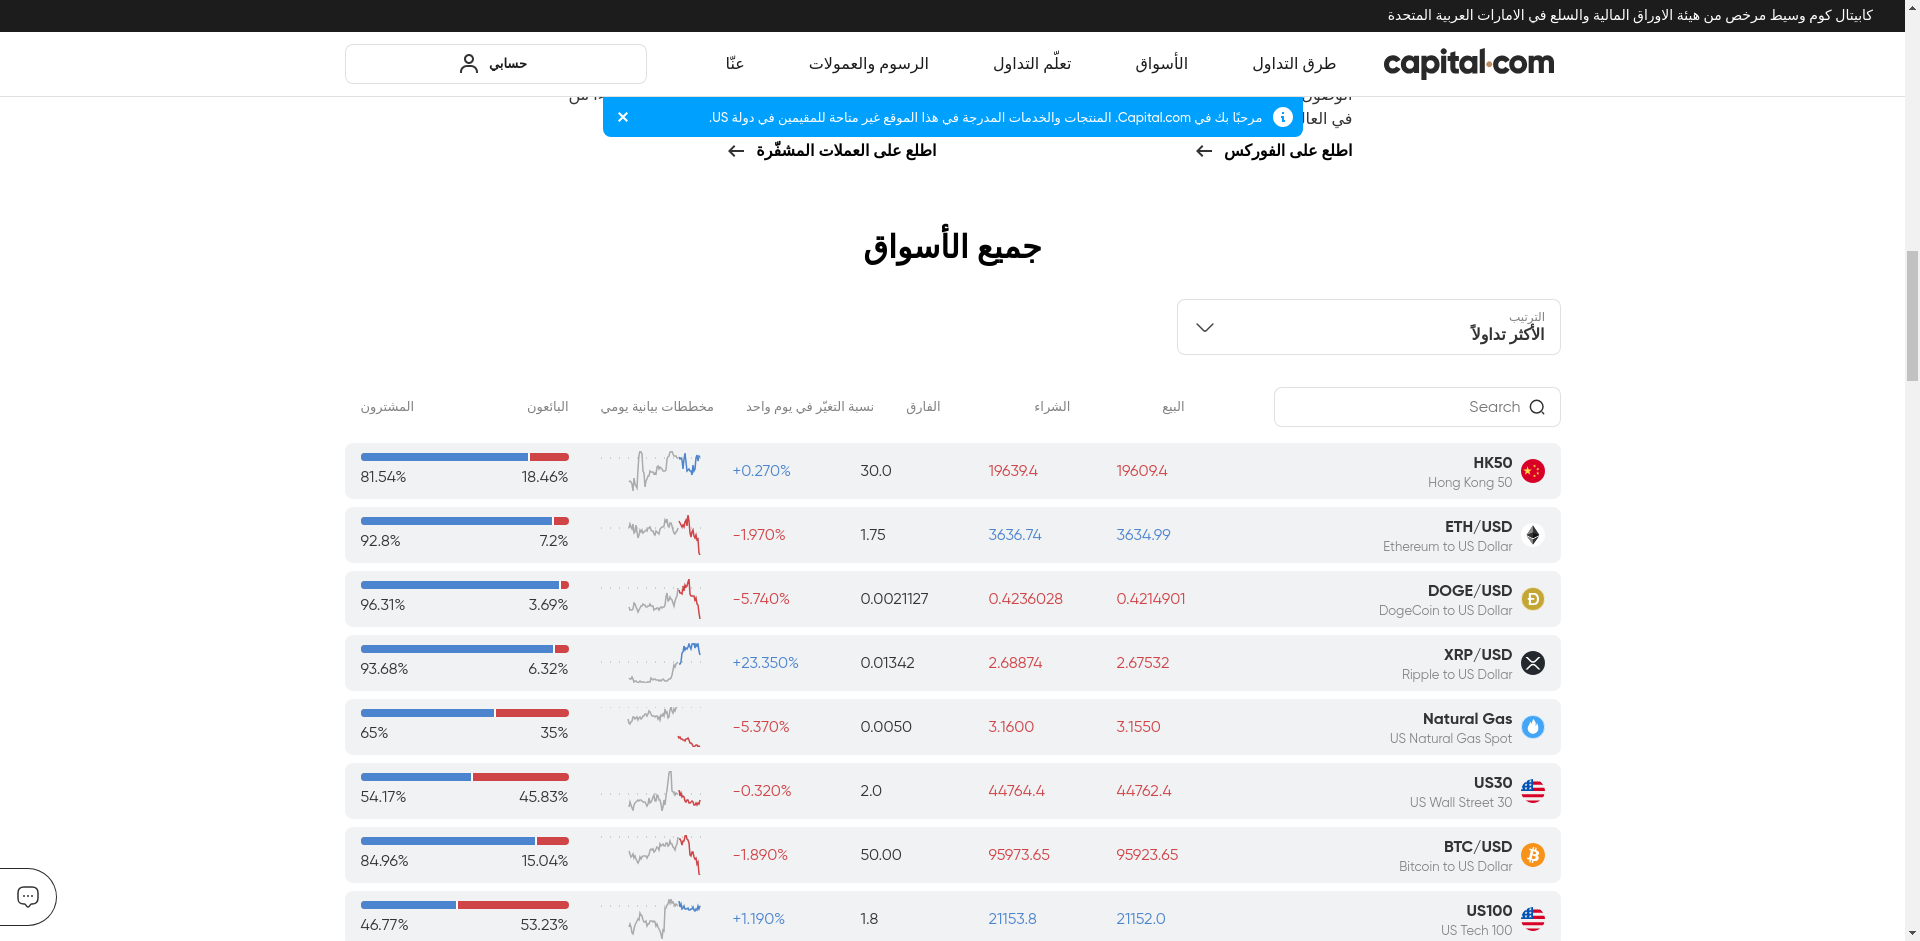 كابيتال كوم وسيط مرخص من هيئة الاوراق المالية والسلع في الامارات العربية المتحدة
capital.com
طرق التداول
الأسواق
تعلّم التداول
الرسوم والعمولات
عنّا
حسابي
مرحبًا بك في Capital.com. المنتجات والخدمات المدرجة في هذا الموقع غير متاحة للمقيمين في دولة US.
اطلع على الفوركس
اطلع على العملات المشفّرة
جميع الأسواق
الترتيب
الأكثر تداولاً
Search
البيع
الشراء
الفارق
نسبة التغيّر في يوم واحد
مخططات بيانية يومي
البائعون
المشترون
HK50
Hong Kong 50
19609.4
19639.4
30.0
+0.270%
18.46%
81.54%
ETH/USD
Ethereum to US Dollar
3634.99
3636.74
1.75
-1.970%
7.2%
92.8%
DOGE/USD
DogeCoin to US Dollar
0.4214901
0.4236028
0.0021127
-5.740%
3.69%
96.31%
XRP/USD
Ripple to US Dollar
2.67532
2.68874
0.01342
+23.350%
6.32%
93.68%
Natural Gas
US Natural Gas Spot
3.1550
3.1600
0.0050
-5.370%
35%
65%
US30
US Wall Street 30
44762.4
44764.4
2.0
-0.320%
45.83%
54.17%
BTC/USD
Bitcoin to US Dollar
95923.65
95973.65
50.00
-1.890%
15.04%
84.96%
US100
US Tech 100
21152.0
21153.8
1.8
+1.190%
53.23%
46.77%